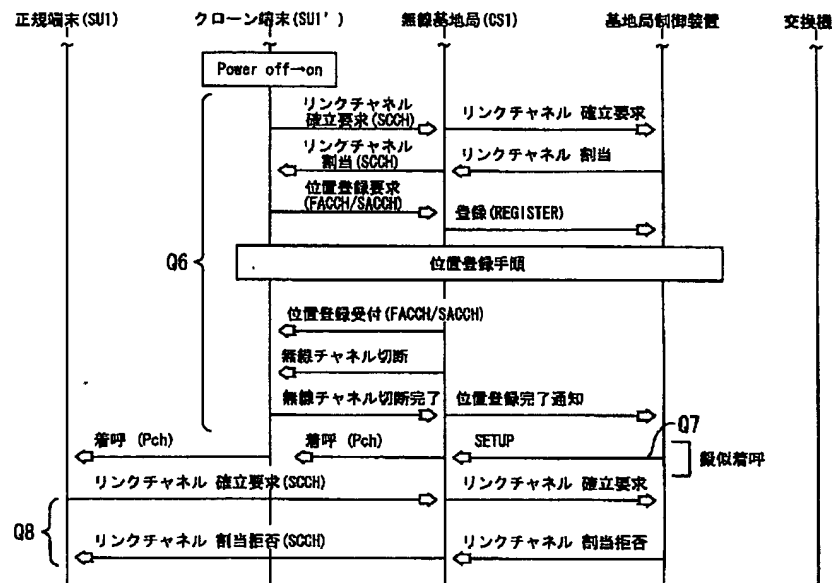 正規端末(SU1)
クローン端末(SU1')
無線基地局(CS1)
基地局制御装置
交換機
Power off→on
リンクチャネル
確立要求(SCCH)
リンクチャネル 確立要求
リンクチャネル
割当(SCCH)
リンクチャネル 割当
位置登録要求
(FACCH/SACCH)
登録(REGISTER)
Q6
位置登録手順
位置登録受付(FACCH/SACCH)
無線チャネル切断
無線チャネル切断完了
位置登録完了通知
Q7
着呼 (Pch)
着呼 (Pch)
SETUP
擬似着呼
リンクチャネル 確立要求(SCCH)
リンクチャネル 確立要求
Q8
リンクチャネル 割当拒否(SCCH)
リンクチャネル 割当拒否